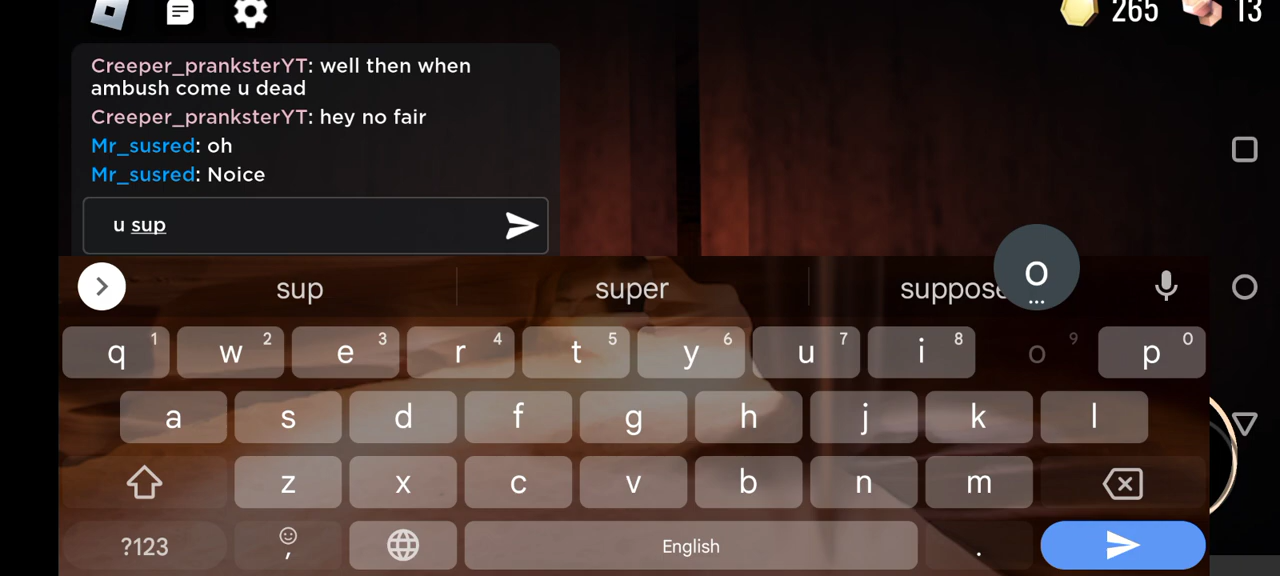 265 13
Creeper_pranksterYT: well then when
ambush come u dead
Creeper_pranksterYT: hey no fair
Mr_susred: oh
Mr_susred: Noice
u sup
sup super suppose
o
...
q 1 w 2 e 3 r 4 t 5 y 6 u 7 i 8 o 9 p 0
a s d f g h j k l
z x c v b n m
?123 , English .